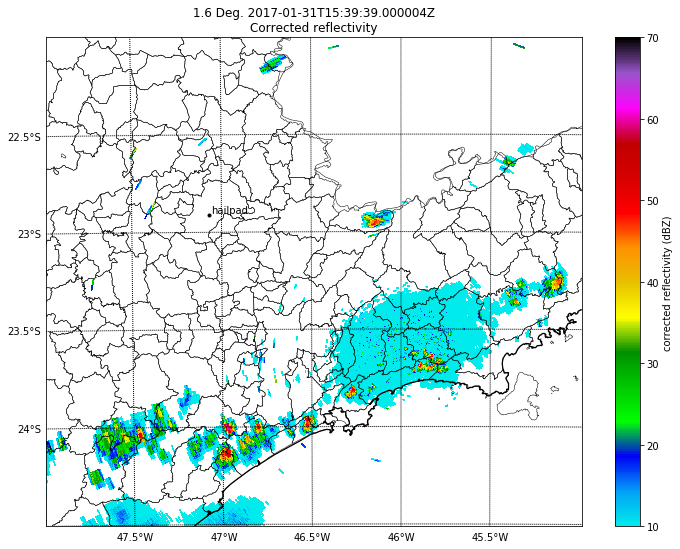 1.6 Deg. 2017-01-31T15:39:39.000004Z
Corrected reflectivity
22.5°S
23°S
23.5°S
24°S
hailpad
47.5°W
47°W
46.5°W
46°W
45.5°W
70
60
50
40
30
20
10
corrected reflectivity (dBZ)